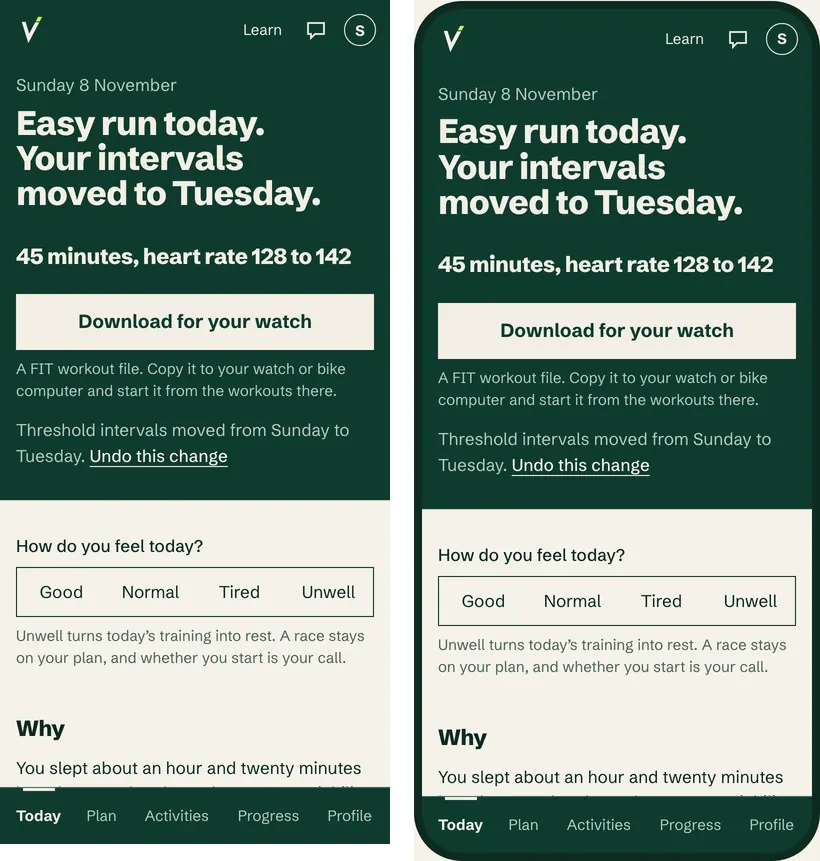 Learn
S
Sunday 8 November
Easy run today.
Your intervals
moved to Tuesday.
45 minutes, heart rate 128 to 142
Download for your watch
A FIT workout file. Copy it to your watch or bike
computer and start it from the workouts there.
Threshold intervals moved from Sunday to
Tuesday. Undo this change
How do you feel today?
Good Normal Tired Unwell
Unwell turns today’s training into rest. A race stays
on your plan, and whether you start is your call.
Why
You slept about an hour and twenty minutes
Today Plan Activities Progress Profile
Learn
S
Sunday 8 November
Easy run today.
Your intervals
moved to Tuesday.
45 minutes, heart rate 128 to 142
Download for your watch
A FIT workout file. Copy it to your watch or bike
computer and start it from the workouts there.
Threshold intervals moved from Sunday to
Tuesday. Undo this change
How do you feel today?
Good Normal Tired Unwell
Unwell turns today’s training into rest. A race stays
on your plan, and whether you start is your call.
Why
You slept about an hour and twenty minutes
Today Plan Activities Progress Profile